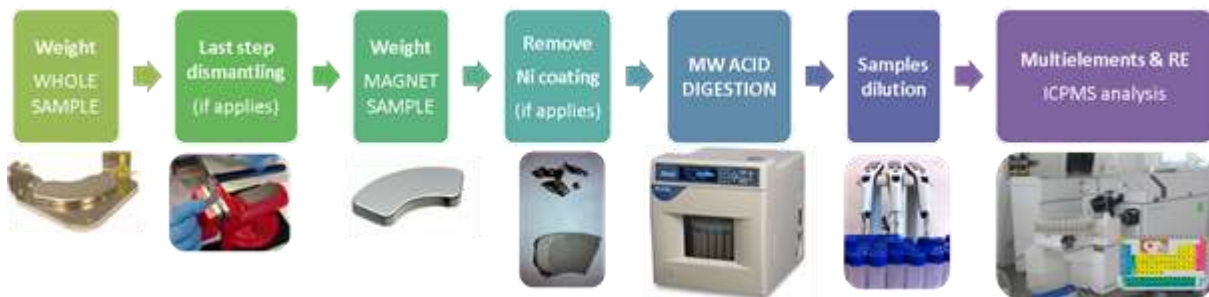 Weight
WHOLE
SAMPLE
Last step
dismantling
(if applies)
Weight
MAGNET
SAMPLE
Remove
Ni coating
(if applies)
MW ACID
DIGESTION
Samples
dilution
Multielements & RE
ICPMS analysis